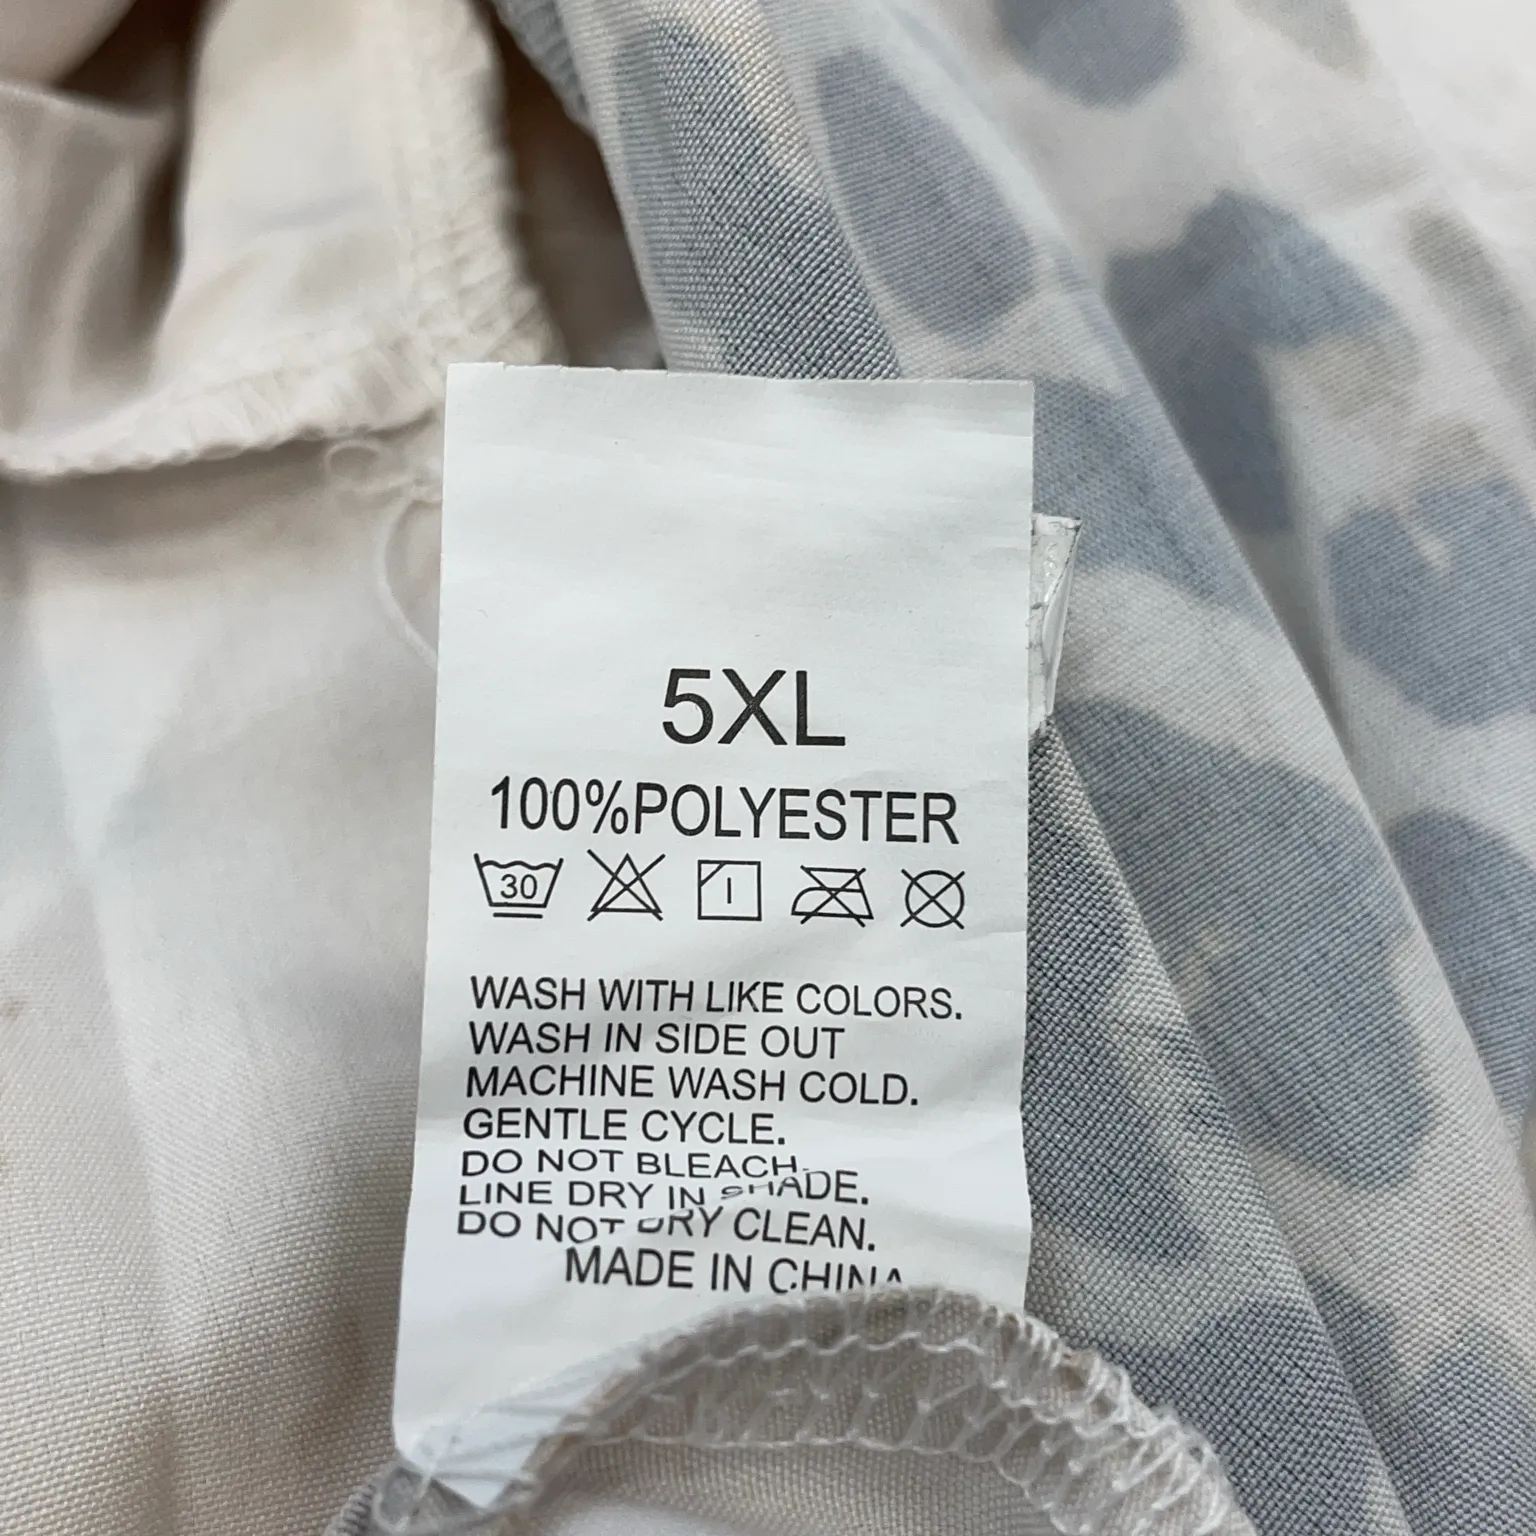 5XL
100%POLYESTER
30
WASH WITH LIKE COLORS.
WASH IN SIDE OUT
MACHINE WASH COLD.
GENTLE CYCLE.
DO NOT BLEACH.
LINE DRY IN SHADE.
DO NOT DRY CLEAN.
MADE IN CHINA